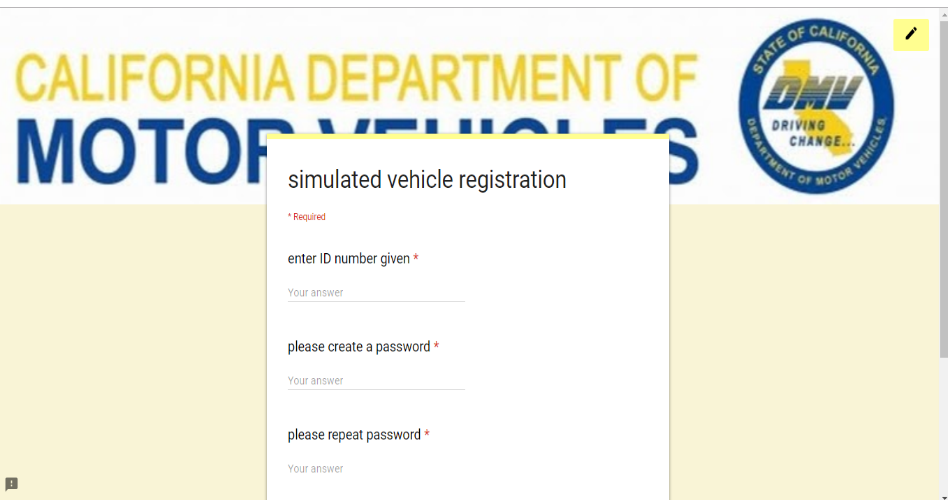 CALIFORNIA DEPARTMENT OF
MOTOR VEHICLES
STATE OF CALIFORNIA
DMV
DRIVING
CHANGE...
DEPARTMENT OF MOTOR VEHICLES
simulated vehicle registration
* Required
enter ID number given *
Your answer
please create a password *
Your answer
please repeat password *
Your answer